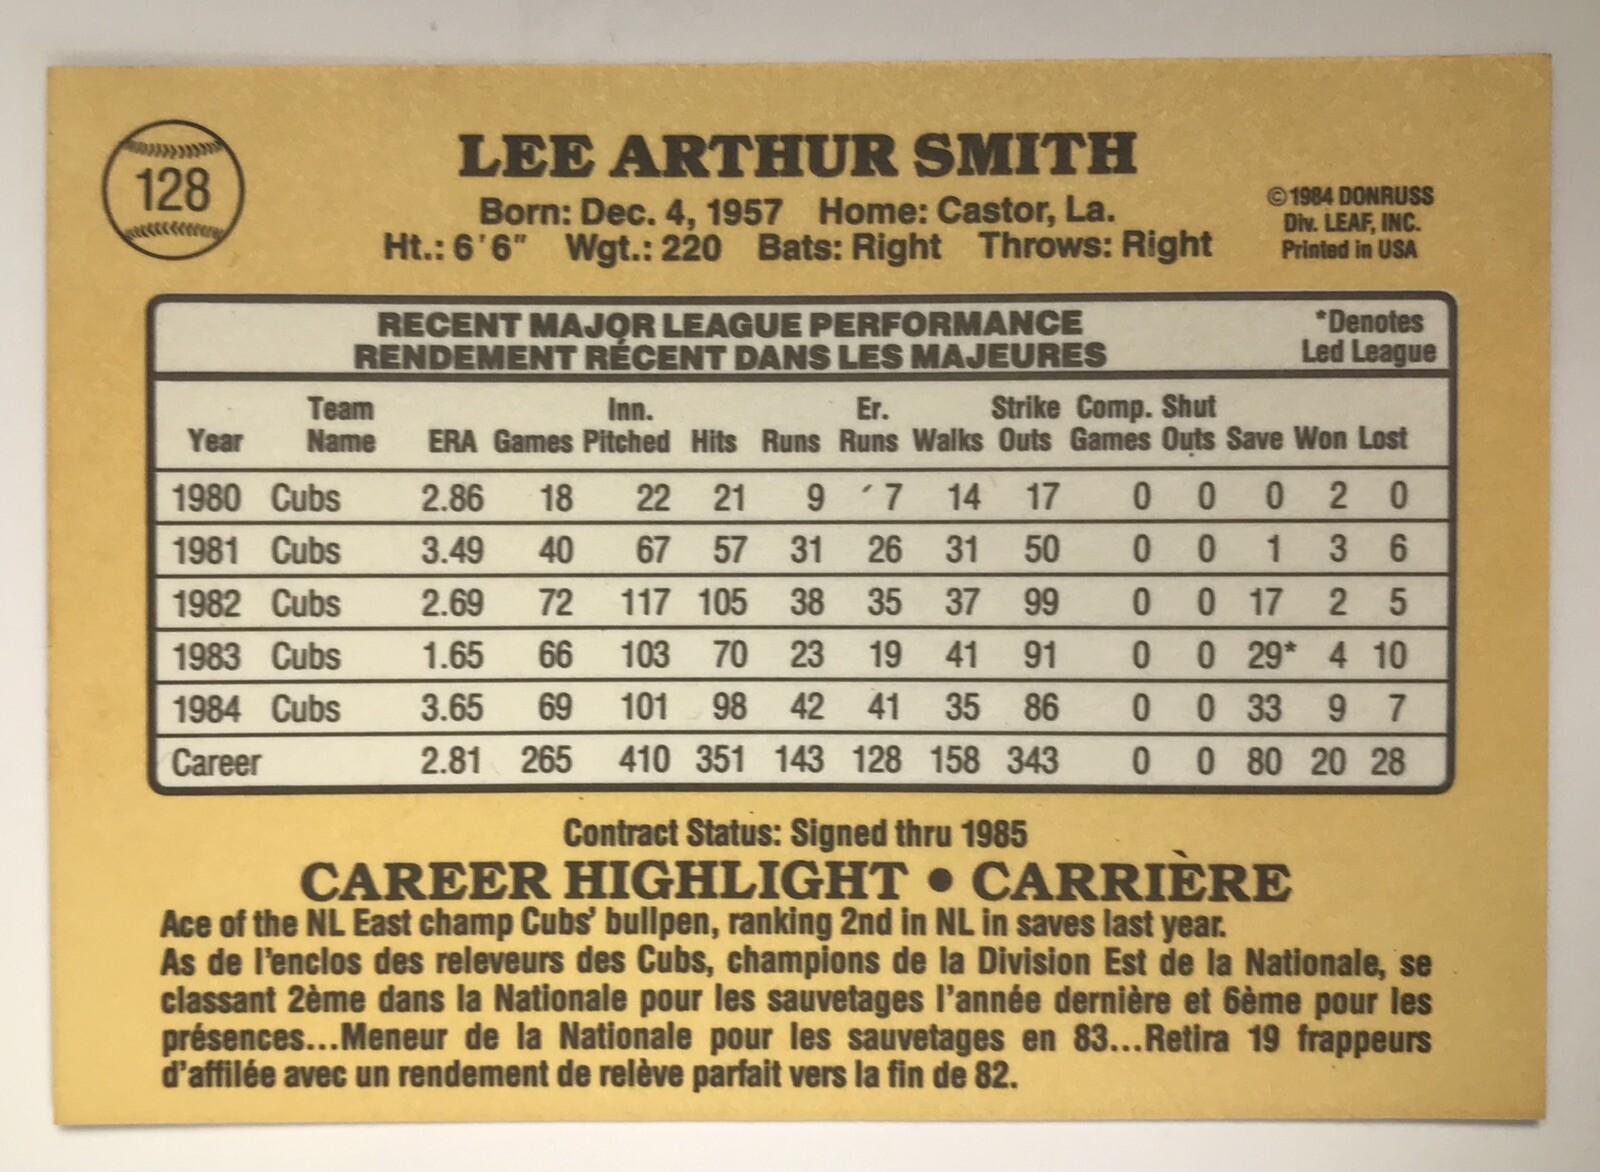 128
LEE ARTHUR SMITH
Born: Dec. 4, 1957 Home: Castor, La.
Ht.: 6'6" Wgt.: 220 Bats: Right Throws: Right
©1984 DONRUSS
Div. LEAF, INC.
Printed in USA
RECENT MAJOR LEAGUE PERFORMANCE
RENDEMENT RÉCENT DANS LES MAJEURES
*Denotes
Led League
Year Team Name ERA Games Inn. Pitched Hits Runs Er. Runs Walks Strike Outs Comp. Games Shut Outs Save Won Lost
1980 Cubs 2.86 18 22 21 9 7 14 17 0 0 0 2 0
1981 Cubs 3.49 40 67 57 31 26 31 50 0 0 1 3 6
1982 Cubs 2.69 72 117 105 38 35 37 99 0 0 17 2 5
1983 Cubs 1.65 66 103 70 23 19 41 91 0 0 29* 4 10
1984 Cubs 3.65 69 101 98 42 41 35 86 0 0 33 9 7
Career 2.81 265 410 351 143 128 158 343 0 0 80 20 28
Contract Status: Signed thru 1985
CAREER HIGHLIGHT • CARRIÈRE
Ace of the NL East champ Cubs' bullpen, ranking 2nd in NL in saves last year.
As de l'enclos des releveurs des Cubs, champions de la Division Est de la Nationale, se
classant 2ème dans la Nationale pour les sauvetages l'année dernière et 6ème pour les
présences...Meneur de la Nationale pour les sauvetages en 83...Retira 19 frappeurs
d'affilée avec un rendement de relève parfait vers la fin de 82.